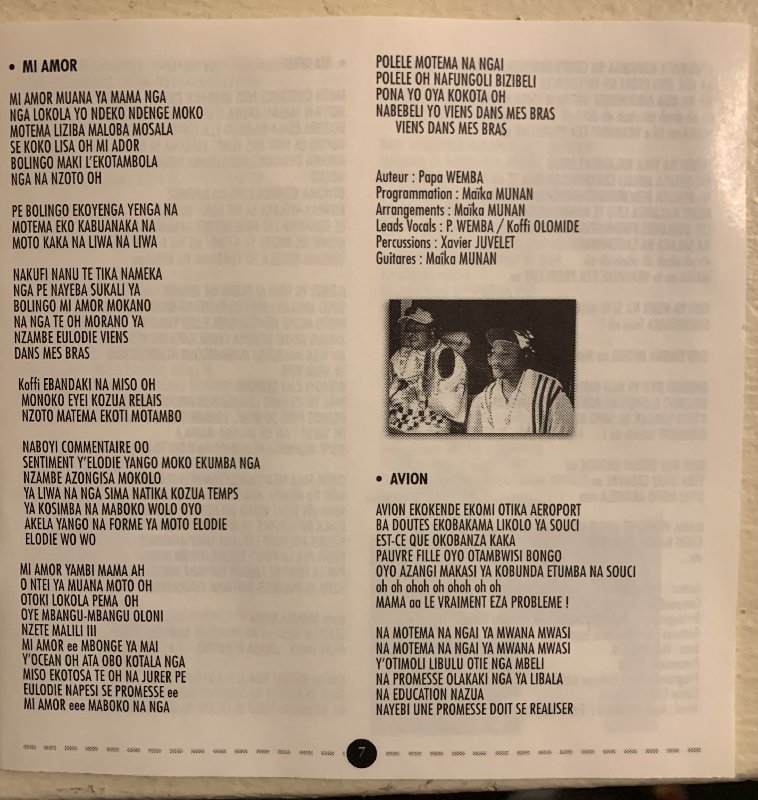 • MI AMOR
MI AMOR MUANA YA MAMA NGA
NGA LOKOLA YO NDEKO NDENGE MOKO
MOTEMA LIZIBA MALOBA MOSALA
SE KOKO LISA OH MI ADOR
BOLINGO MAKI L'EKOTAMBOLA
NGA NA NZOTO OH
PE BOLINGO EKOYENGA YENGA NA
MOTEMA EKO KABUANAKA NA
MOTO KAKA NA LIWA NA LIWA
NAKUFI NANU TE TIKA NAMEKA
NGA PE NAYEBA SUKALI YA
BOLINGO MI AMOR MOKANO
NA NGA TE OH MORANO YA
NZAMBE EULODIE VIENS
DANS MES BRAS
Koffi EBANDAKI NA MISO OH
MONOKO EYEI KOZUA RELAIS
NZOTO MATEMA EKOTI MOTAMBO
NABOYI COMMENTAIRE OO
SENTIMENT Y'ELODIE YANGO MOKO EKUMBA NGA
NZAMBE AZONGISA MOKOLO
YA LIWA NA NGA SIMA NATIKA KOZUA TEMPS
YA KOSIMBA NA MABOKO WOLO OYO
AKELA YANGO NA FORME YA MOTO ELODIE
ELODIE WO WO
MI AMOR YAMBI MAMA AH
O NTEI YA MUANA MOTO OH
OTOKI LOKOLA PEMA OH
OYE MBANGU-MBANGU OLONI
NZETE MALILI III
MI AMOR ee MBONGE YA MAI
Y'OCEAN OH ATA OBO KOTALA NGA
MISO EKOTOSA TE OH NA JURER PE
EULODIE NAPESI SE PROMESSE ee
MI AMOR eee MABOKO NA NGA
POLELE MOTEMA NA NGAI
POLELE OH NAFUNGOLI BIZIBELI
PONA YO OYA KOKOTA OH
NABEBELI YO VIENS DANS MES BRAS
VIENS DANS MES BRAS
Auteur : Papa WEMBA
Programmation : Maïka MUNAN
Arrangements : Maïka MUNAN
Leads Vocals : P. WEMBA / Koffi OLOMIDE
Percussions : Xavier JUVELET
Guitares : Maïka MUNAN
• AVION
AVION EKOKENDE EKOMI OTIKA AEROPORT
BA DOUTES EKOBAKAMA LIKOLO YA SOUCI
EST-CE QUE OKOBANZA KAKA
PAUVRE FILLE OYO OTAMBWISI BONGO
OYO AZANGI MAKASI YA KOBUNDA ETUMBA NA SOUCI
oh oh ohoh oh ohoh oh oh
MAMA aa LE VRAIMENT EZA PROBLEME !
NA MOTEMA NA NGAI YA MWANA MWASI
NA MOTEMA NA NGAI YA MWANA MWASI
Y'OTIMOLI LIBULU OTIE NGA MBELI
NA PROMESSE OLAKAKI NGA YA LIBALA
NA EDUCATION NAZUA
NAYEBI UNE PROMESSE DOIT SE REALISER
7